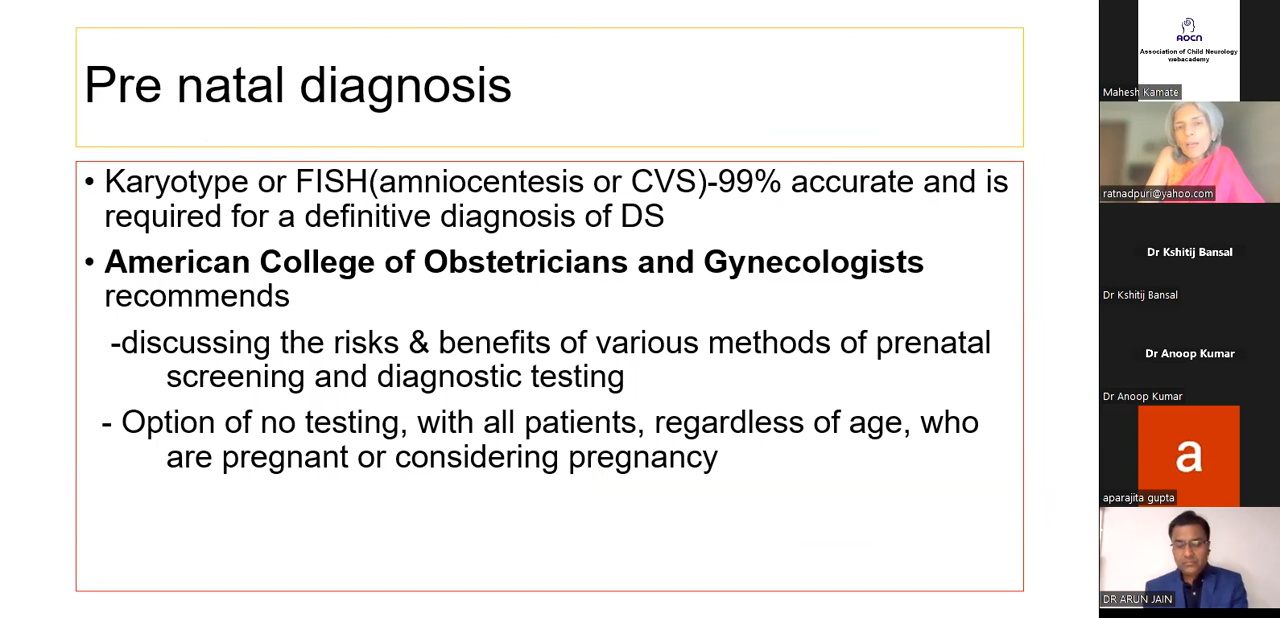 Pre natal diagnosis
• Karyotype or FISH(amniocentesis or CVS)-99% accurate and is
required for a definitive diagnosis of DS
• American College of Obstetricians and Gynecologists
recommends
-discussing the risks & benefits of various methods of prenatal
screening and diagnostic testing
- Option of no testing, with all patients, regardless of age, who
are pregnant or considering pregnancy
AOCN
Association of Child Neurology
webacademy
Mahesh Kamate
ratnadpuri@yahoo.com
Dr Kshitij Bansal
Dr Kshitij Bansal
Dr Anoop Kumar
Dr Anoop Kumar
a
aparajita gupta
DR ARUN JAIN